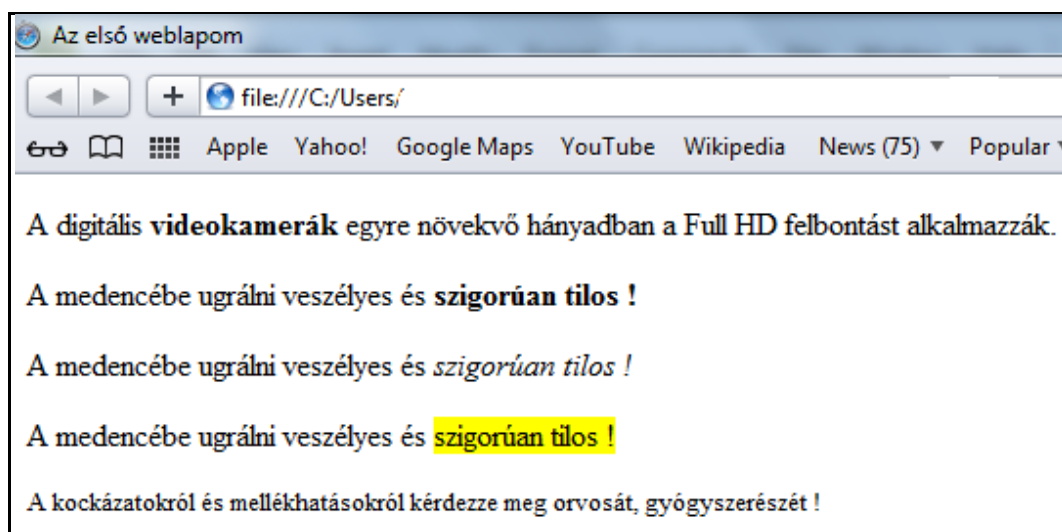 Az első weblapom
file:///C:/Users/
Apple Yahoo! Google Maps YouTube Wikipedia News (75) ▾ Popular
A digitális videokamerák egyre növekvő hányadban a Full HD felbontást alkalmazzák.
A medencébe ugrálni veszélyes és szigorúan tilos !
A medencébe ugrálni veszélyes és szigorúan tilos !
A medencébe ugrálni veszélyes és szigorúan tilos !
A kockázatokról és mellékhatásokról kérdezze meg orvosát, gyógyszerészét !